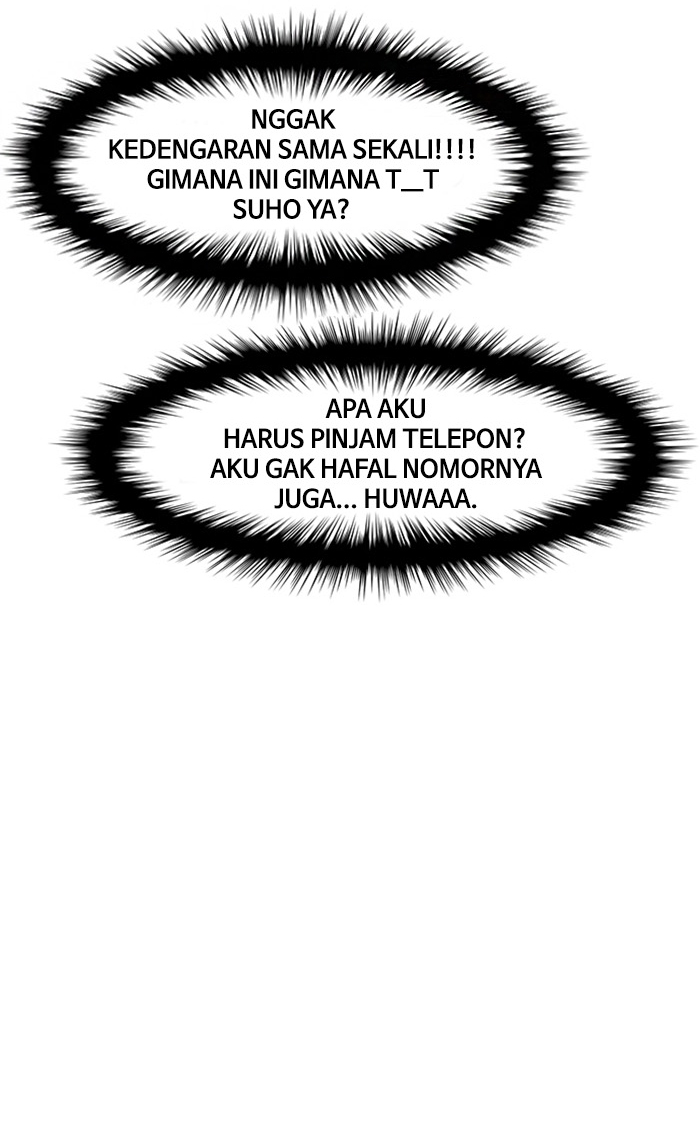 NGGAK
KEDENGARAN SAMA SEKALI!!!!
GIMANA INI GIMANA T__T
SUHO YA?
APA AKU
HARUS PINJAM TELEPON?
AKU GAK HAFAL NOMORNYA
JUGA... HUWAAA.